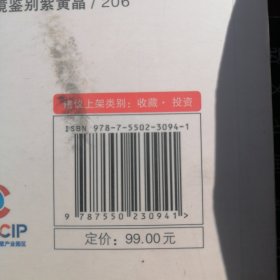 镜鉴别紫黄晶 / 206
建议上架类别：收藏·投资
ISBN 978-7-5502-3094-1
9 787550 230941 >
CIP
定价：99.00元